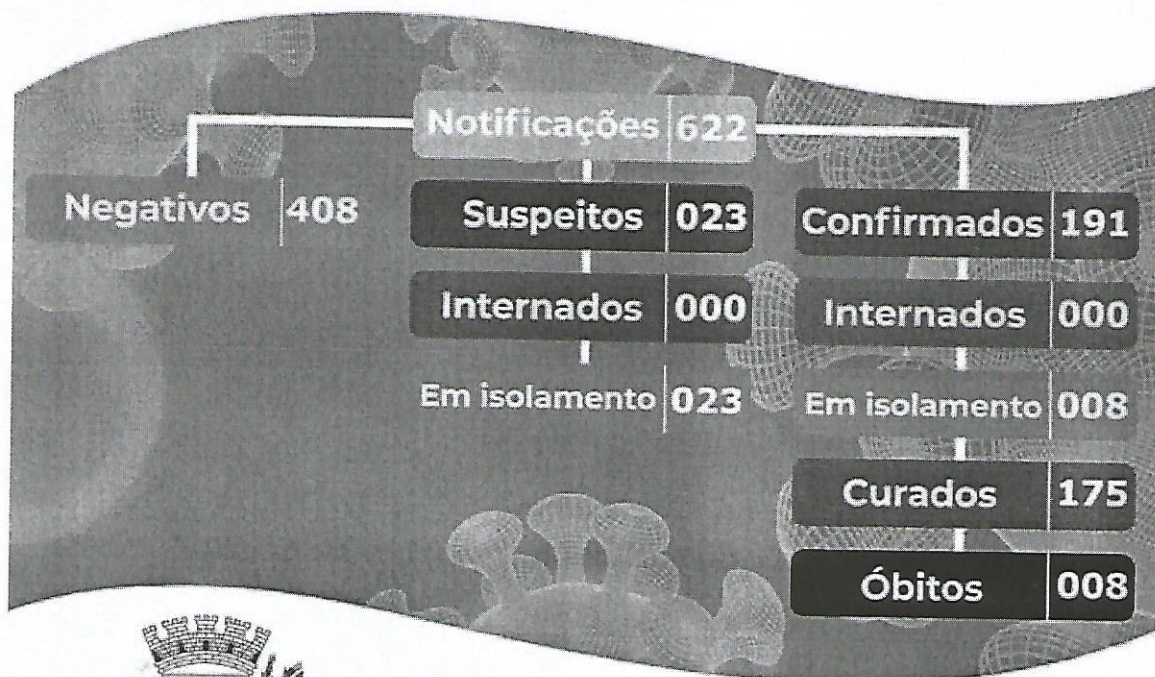 Notificações 622
Negativos 408
Suspeitos 023
Internados 000
Em isolamento 023
Confirmados 191
Internados 000
Em isolamento 008
Curados 175
Óbitos 008